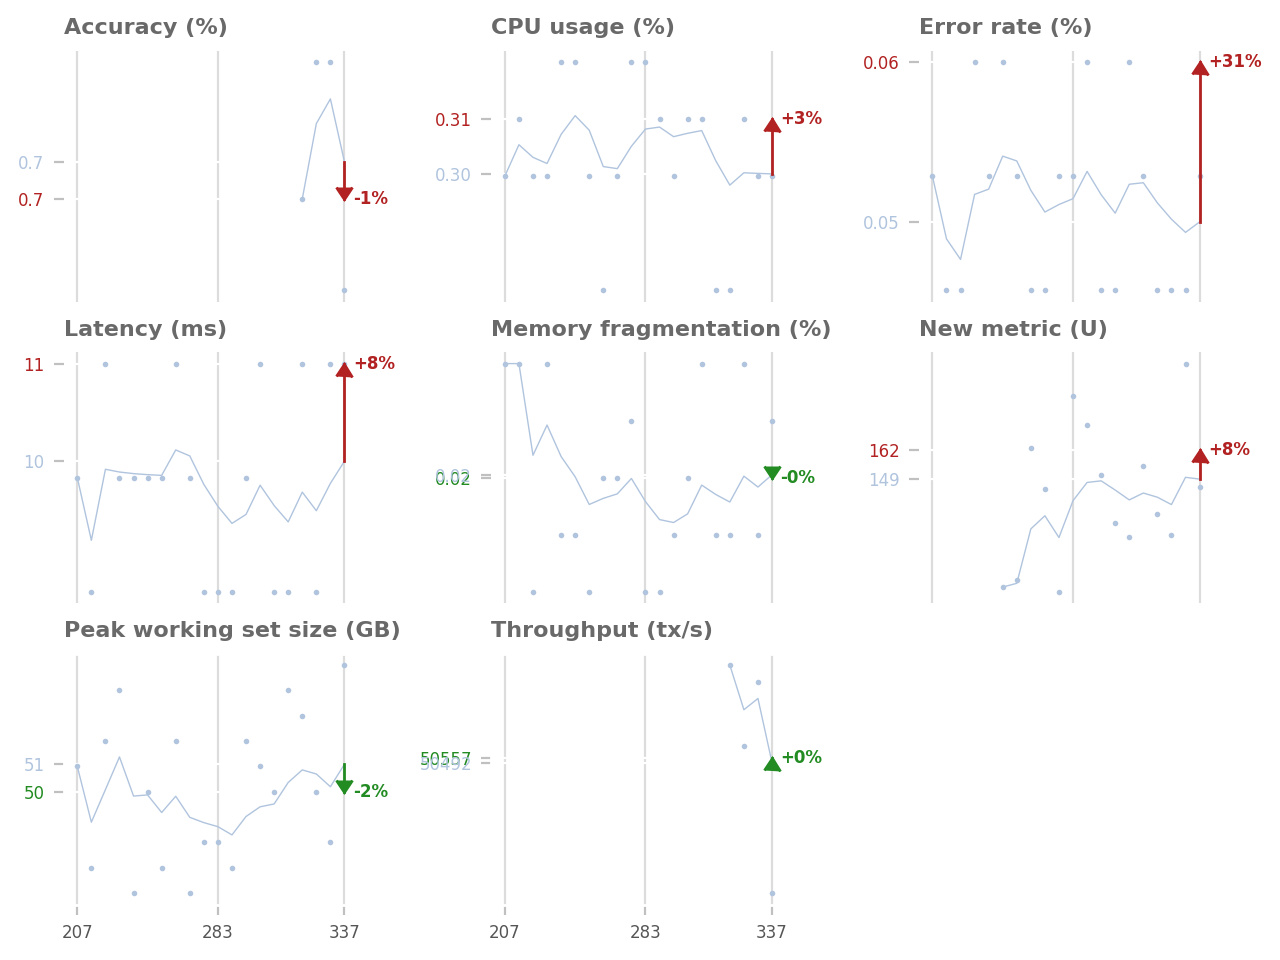 Accuracy (%)
0.7
0.7
-1%
CPU usage (%)
0.31
0.30
+3%
Error rate (%)
0.06
0.05
+31%
Latency (ms)
11
10
+8%
Memory fragmentation (%)
0.02
-0%
New metric (U)
162
149
+8%
Peak working set size (GB)
51
50
-2%
207 283 337
Throughput (tx/s)
50557
50492
+0%
207 283 337